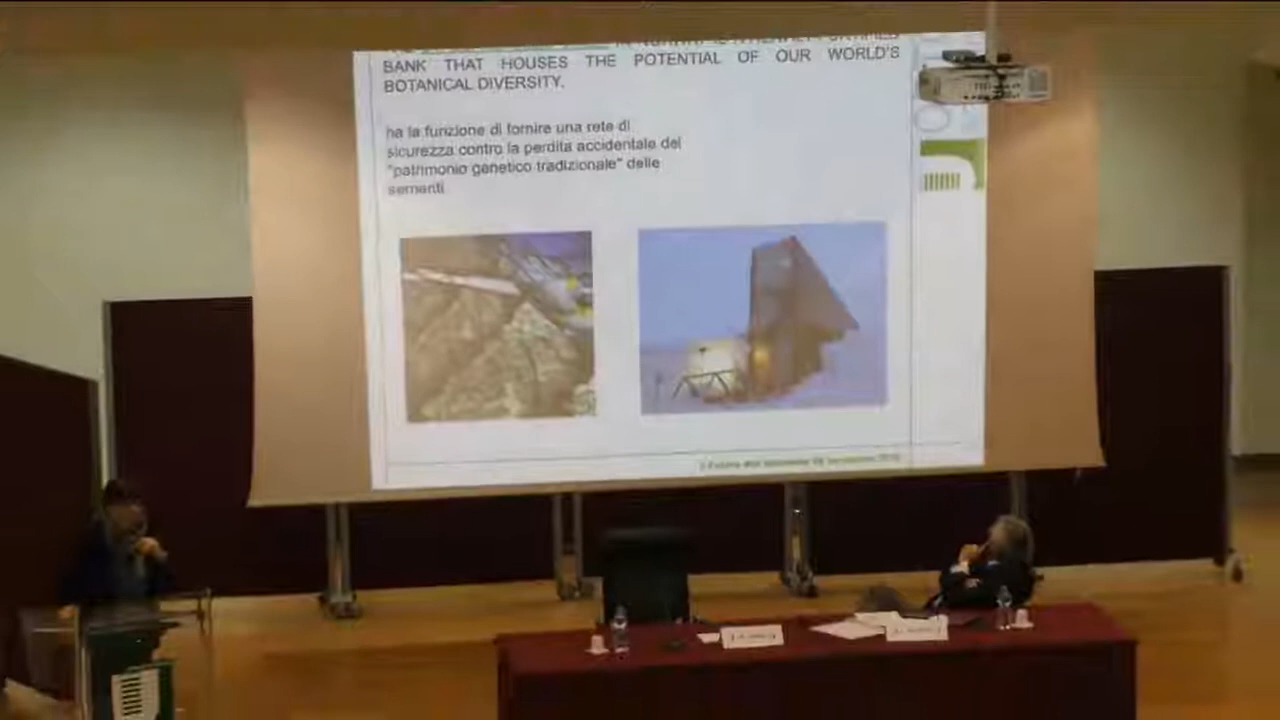 BANK THAT HOUSES THE POTENTIAL OF OUR WORLD'S
BOTANICAL DIVERSITY.
ha la funzione di fornire una rete di
sicurezza contro la perdita accidentale del
"patrimonio genetico tradizionale" delle
sementi